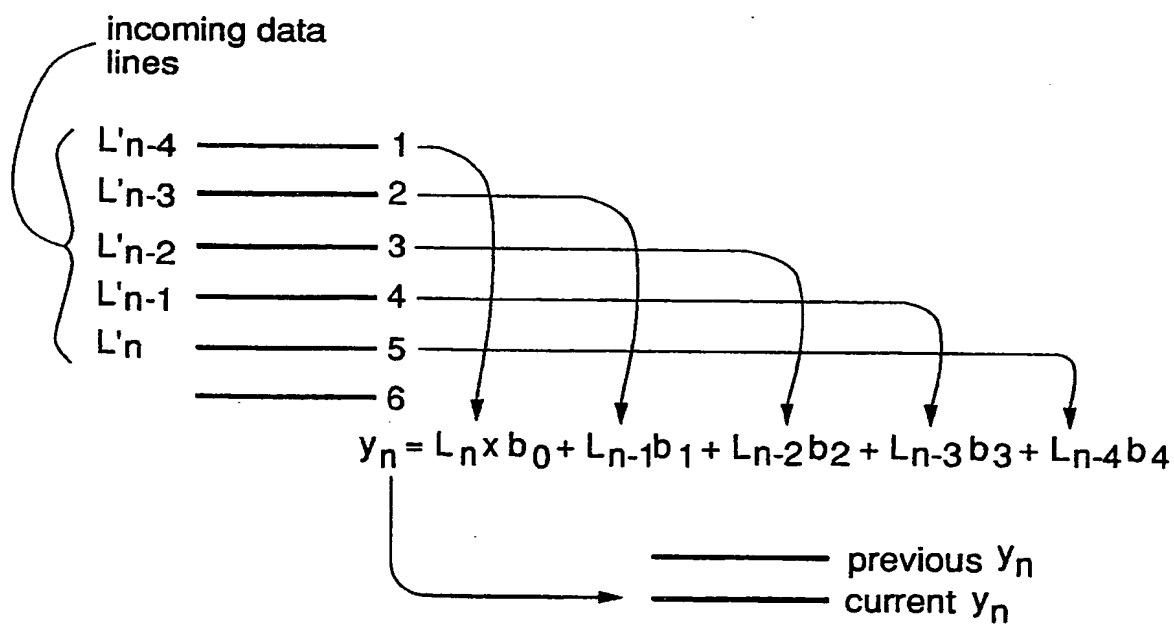 incoming data
lines
L'n-4 1
L'n-3 2
L'n-2 3
L'n-1 4
L'n 5
6
yn = Ln x b0 + Ln-1b1 + Ln-2b2 + Ln-3b3 + Ln-4b4
previous yn
current yn